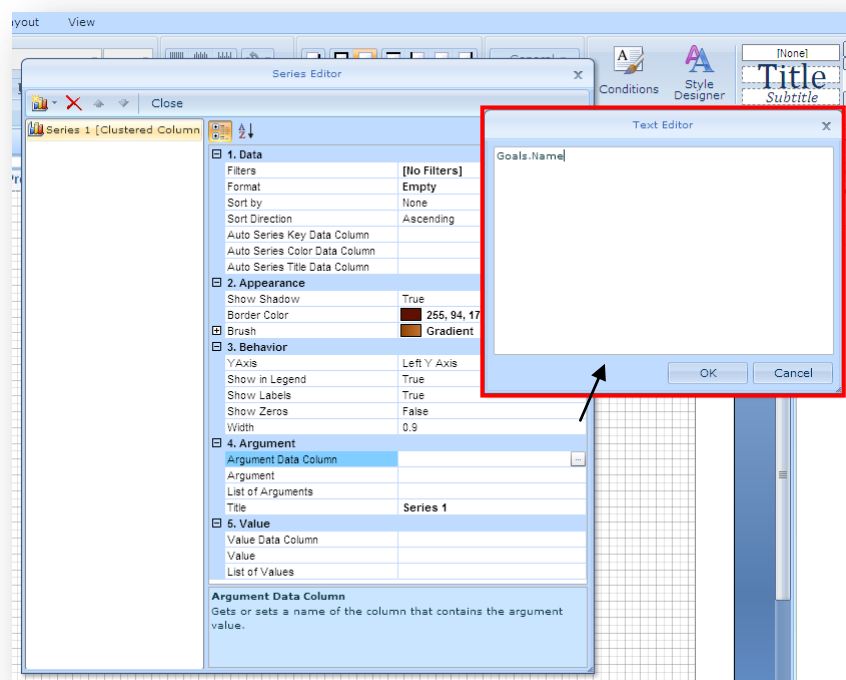 View
Series Editor
x
Close
Series 1 [Clustered Column
1. Data
Filters [No Filters]
Format Empty
Sort by None
Sort Direction Ascending
Auto Series Key Data Column
Auto Series Color Data Column
Auto Series Title Data Column
2. Appearance
Show Shadow True
Border Color 255, 94, 17
Brush Gradient
3. Behavior
YAxis Left Y Axis
Show in Legend True
Show Labels True
Show Zeros False
Width 0.9
4. Argument
Argument Data Column ...
Argument
List of Arguments
Title Series 1
5. Value
Value Data Column
Value
List of Values
Argument Data Column
Gets or sets a name of the column that contains the argument
value.
Conditions
Style
Designer
[None]
Title
Subtitle
Text Editor
x
Goals.Name
OK Cancel